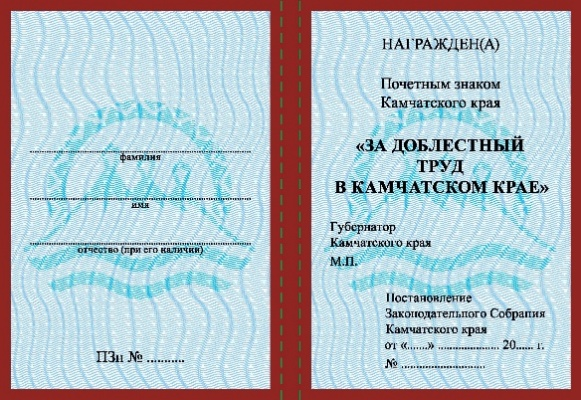 фамилия
имя
отчество (при его наличии)
ПЗн № ...........
НАГРАЖДЕН(А)
Почетным знаком
Камчатского края
«ЗА ДОБЛЕСТНЫЙ
ТРУД
В КАМЧАТСКОМ КРАЕ»
Губернатор
Камчатского края
М.П.
Постановление
Законодательного Собрания
Камчатского края
от «......» ..................... 20...... г.
№ .............................